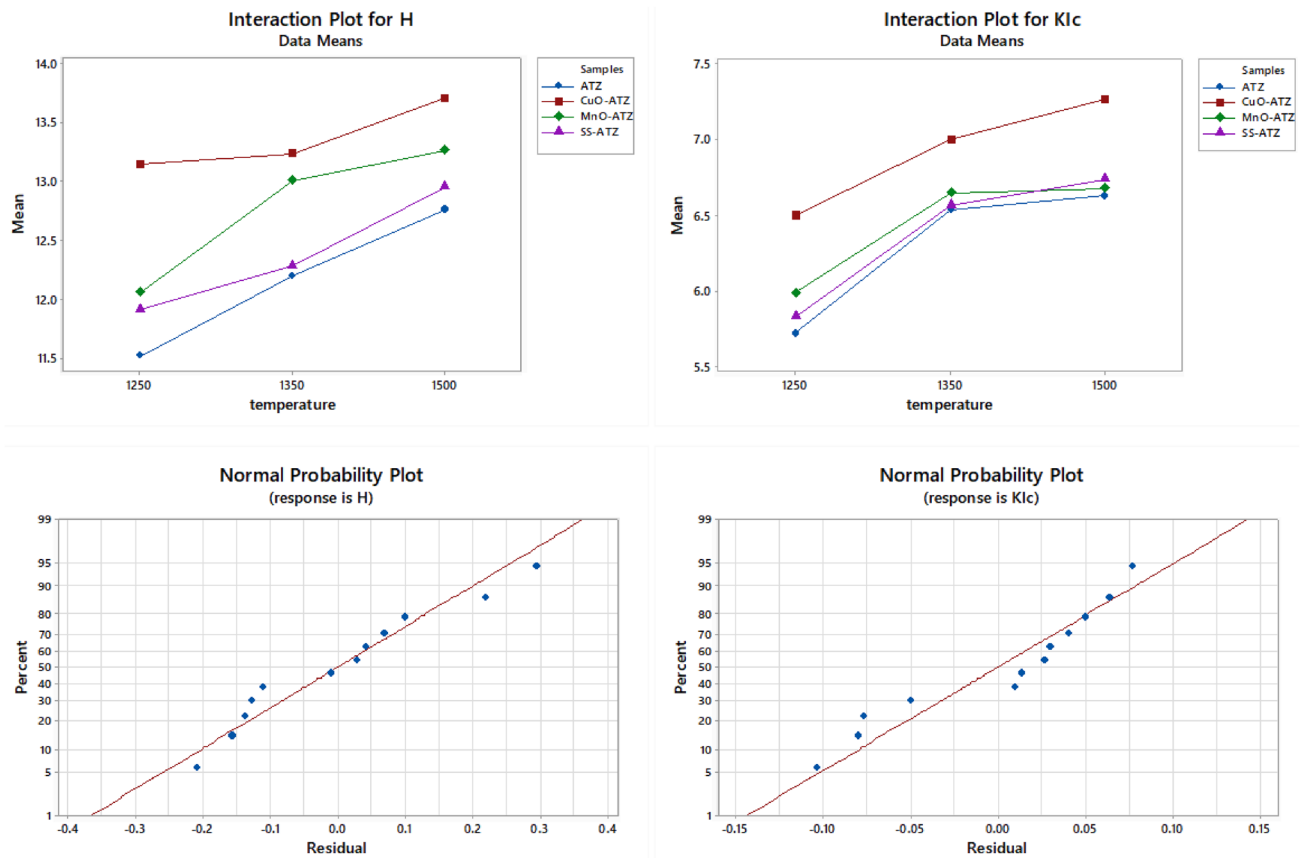 Interaction Plot for H
Data Means
14.0
13.5
13.0
12.5
12.0
11.5
Mean
1250
1350
1500
temperature
Samples
ATZ
CuO-ATZ
MnO-ATZ
SS-ATZ
Interaction Plot for KIc
Data Means
7.5
7.0
6.5
6.0
5.5
Mean
1250
1350
1500
temperature
Samples
ATZ
CuO-ATZ
MnO-ATZ
SS-ATZ
Normal Probability Plot
(response is H)
99
95
90
80
70
60
50
40
30
20
10
5
1
Percent
-0.4
-0.3
-0.2
-0.1
0.0
0.1
0.2
0.3
0.4
Residual
Normal Probability Plot
(response is KIc)
99
95
90
80
70
60
50
40
30
20
10
5
1
Percent
-0.15
-0.10
-0.05
0.00
0.05
0.10
0.15
Residual